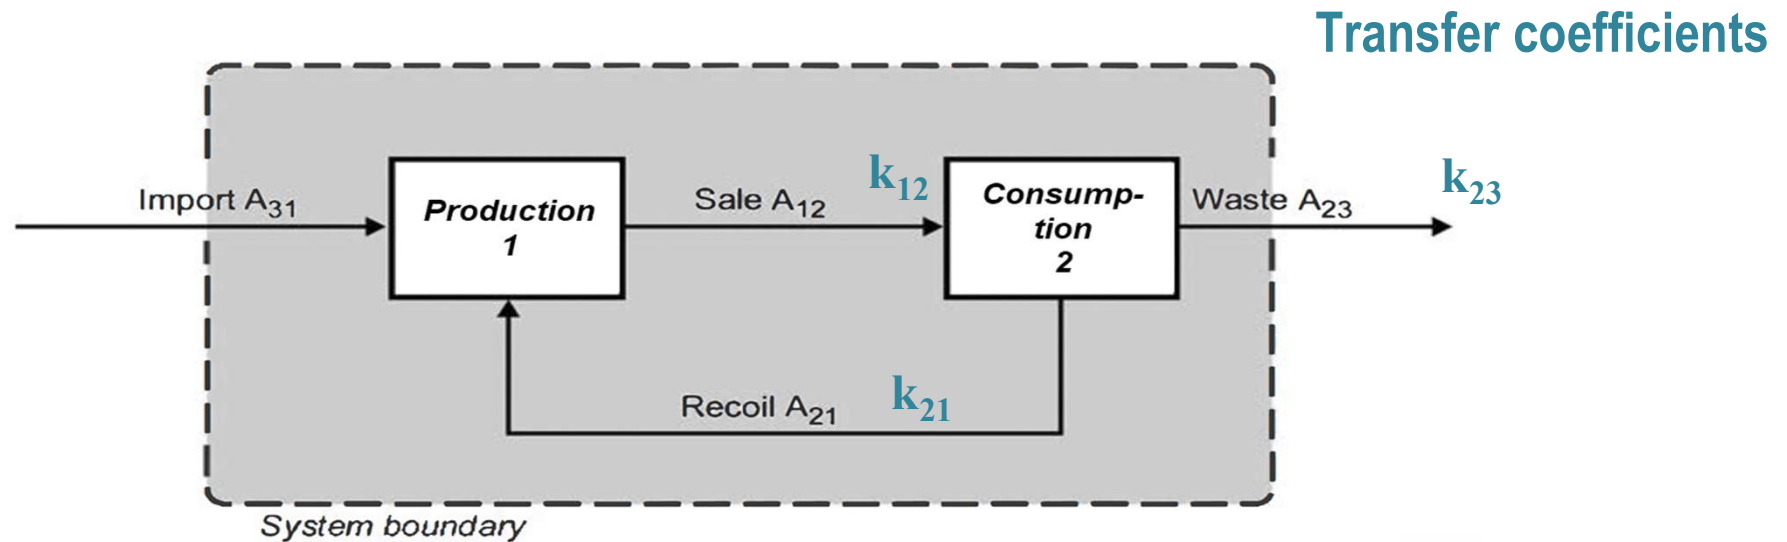 Transfer coefficients
Import A31
Production
1
Sale A12
k12
Consump-
tion
2
Waste A23
k23
Recoil A21
k21
System boundary